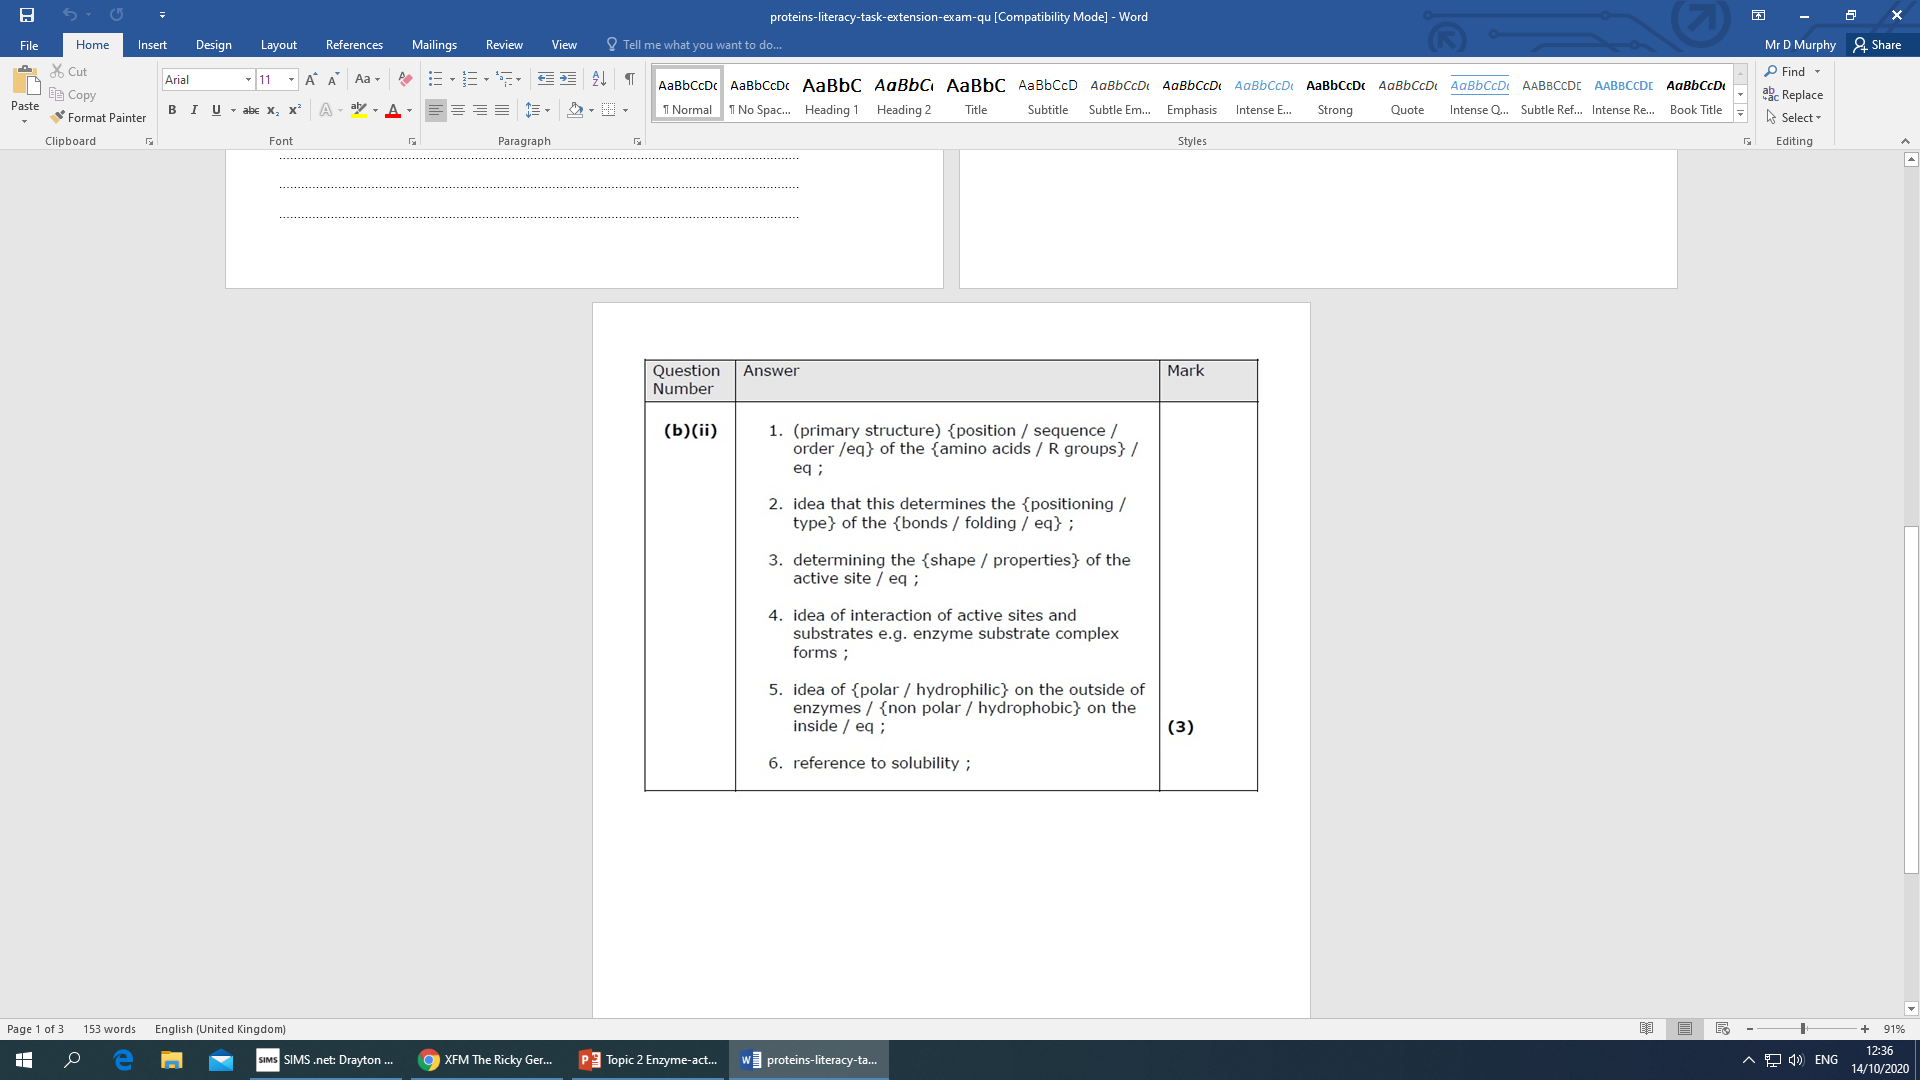 proteins-literacy-task-extension-exam-qu [Compatibility Mode] - Word
File Home Insert Design Layout References Mailings Review View Tell me what you want to do... Mr D Murphy Share
Paste
Cut
Copy
Format Painter
Clipboard
Arial 11
Font
Paragraph
AaBbCcDc AaBbCcDc AaBbC AaBbCc AaBbC AaBbCcD AaBbCcDc AaBbCcDc AaBbCcDc AaBbCcDc AaBbCcDc AaBbCcDc AABBCCDE AABBCCDE AaBbCcDc
¶ Normal ¶ No Spac... Heading 1 Heading 2 Title Subtitle Subtle Em... Emphasis Intense E... Strong Quote Intense Q... Subtle Ref... Intense Re... Book Title
Styles
Find
Replace
Select
Editing
Question Number
Answer
Mark
(b)(ii)
1. (primary structure) {position / sequence /
order /eq} of the {amino acids / R groups} /
eq ;
2. idea that this determines the {positioning /
type} of the {bonds / folding / eq} ;
3. determining the {shape / properties} of the
active site / eq ;
4. idea of interaction of active sites and
substrates e.g. enzyme substrate complex
forms ;
5. idea of {polar / hydrophilic} on the outside of
enzymes / {non polar / hydrophobic} on the
inside / eq ;
6. reference to solubility ;
(3)
Page 1 of 3 153 words English (United Kingdom) 91%
SIMS .net: Drayton ... XFM The Ricky Ger... Topic 2 Enzyme-act... proteins-literacy-ta... ENG
12:36
14/10/2020